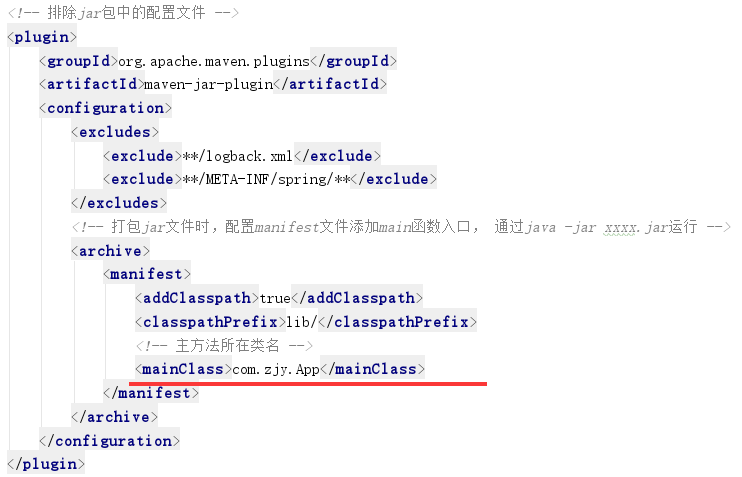 <!-- 排除jar包中的配置文件 -->
<plugin>
<groupId>org.apache.maven.plugins</groupId>
<artifactId>maven-jar-plugin</artifactId>
<configuration>
<excludes>
<exclude>**/logback.xml</exclude>
<exclude>**/META-INF/spring/**</exclude>
</excludes>
<!-- 打包jar文件时，配置manifest文件添加main函数入口， 通过java -jar xxxx.jar运行 -->
<archive>
<manifest>
<addClasspath>true</addClasspath>
<classpathPrefix>lib/</classpathPrefix>
<!-- 主方法所在类名 -->
<mainClass>com.zjy.App</mainClass>
</manifest>
</archive>
</configuration>
</plugin>